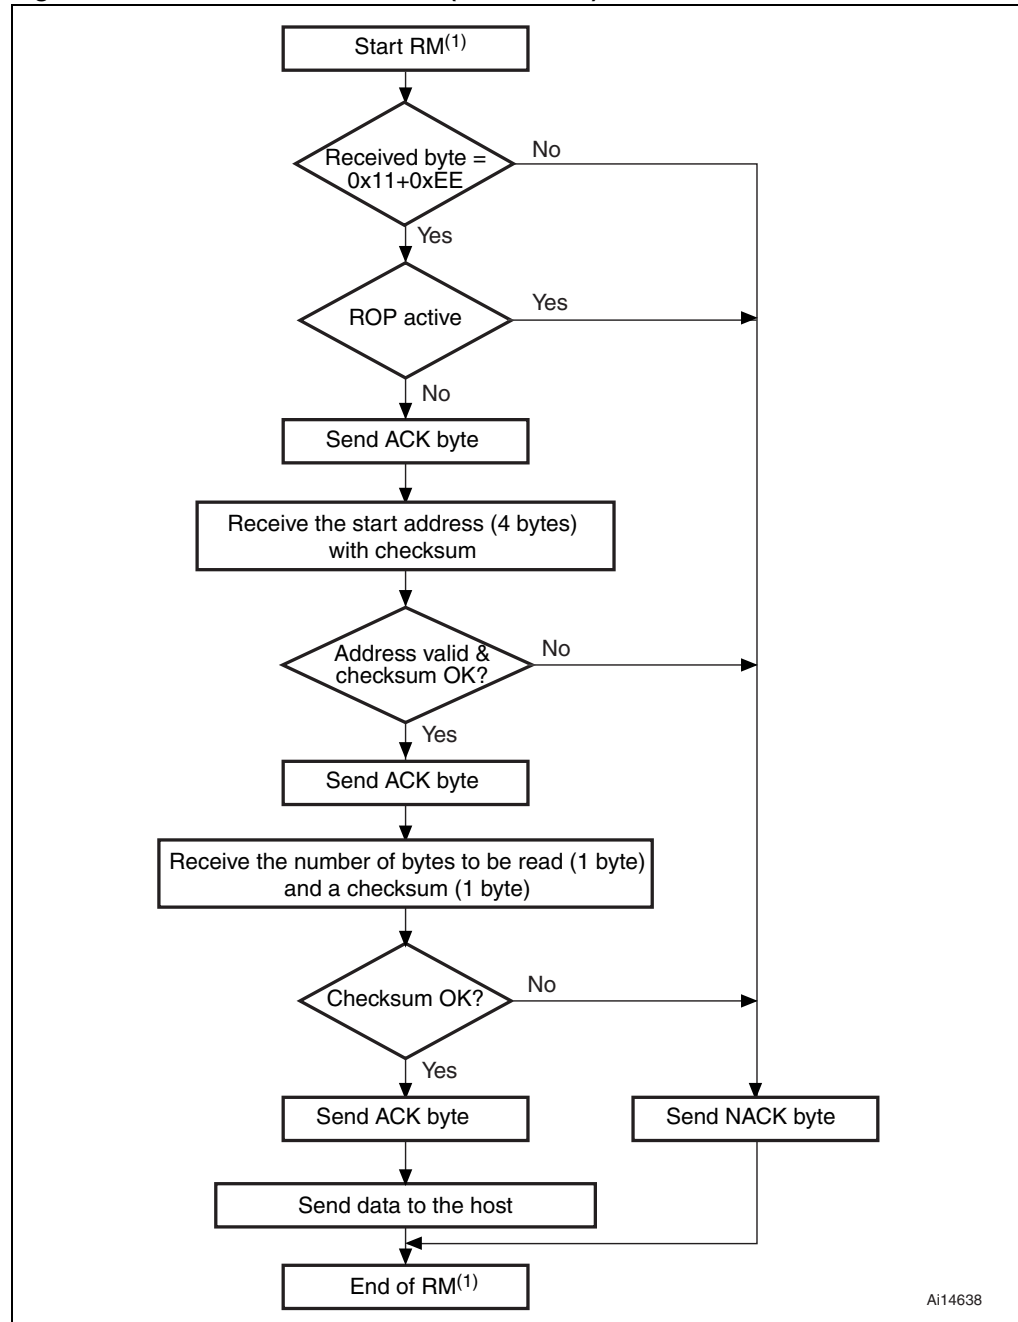 Start RM(1)
Received byte =
0x11+0xEE
No
Yes
ROP active
Yes
No
Send ACK byte
Receive the start address (4 bytes)
with checksum
Address valid &
checksum OK?
No
Yes
Send ACK byte
Receive the number of bytes to be read (1 byte)
and a checksum (1 byte)
Checksum OK?
No
Yes
Send ACK byte
Send NACK byte
Send data to the host
End of RM(1)
Ai14638